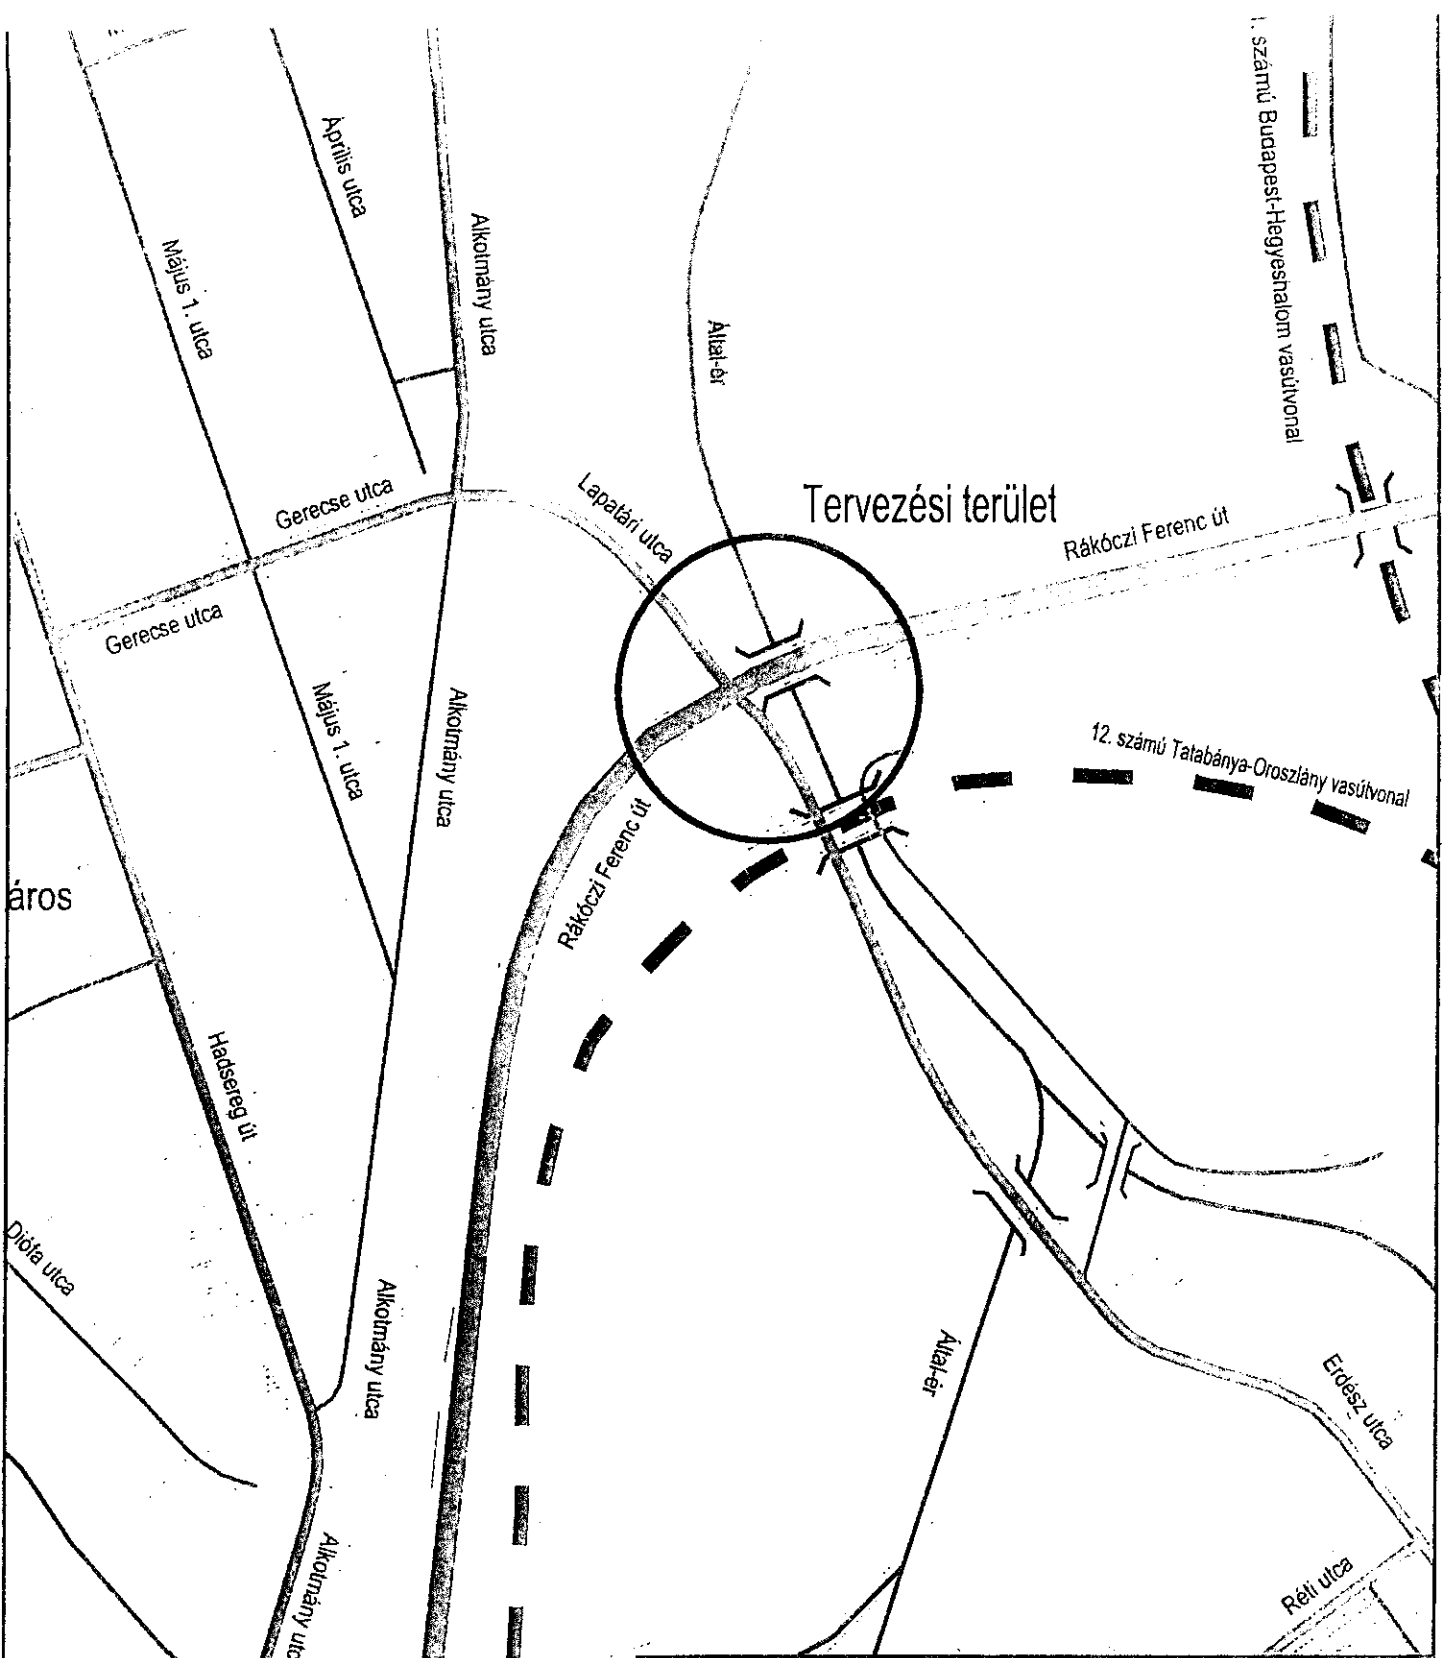 1. számú Budapest-Hegyeshalom vasútvonal
Április utca
Alkotmány utca
Május 1. utca
Által-ér
Gerecse utca
Lapatári utca
Tervezési terület
Rákóczi Ferenc út
Gerecse utca
Május 1. utca
Alkotmány utca
12. számú Tatabánya-Oroszlány vasútvonal
Rákóczi Ferenc út
áros
Hadsereg út
Diófa utca
Alkotmány utca
Által-ér
Erdész utca
Alkotmány utc
Réti utca